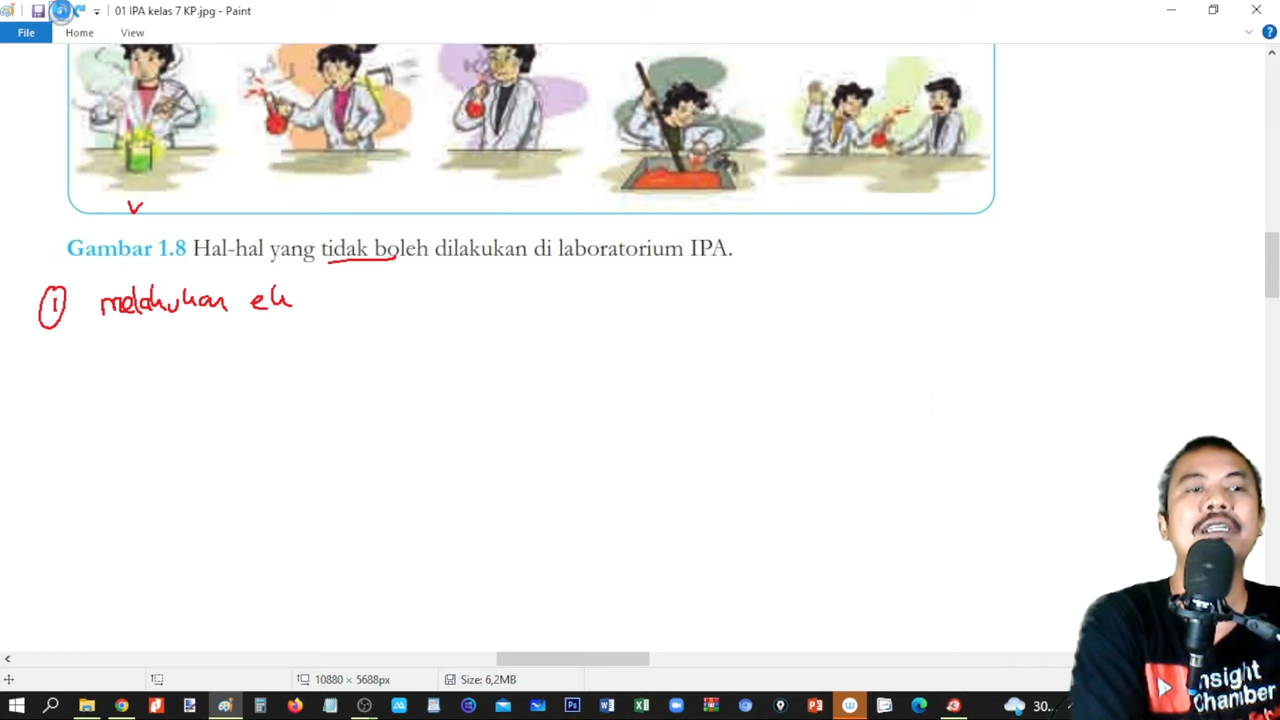 01 IPA kelas 7 KP.jpg - Paint
File Home View
v
Gambar 1.8 Hal-hal yang tidak boleh dilakukan di laboratorium IPA.
1 melakukan ek
10880 × 5688px Size: 6,2MB
Insight
Chamber
30...